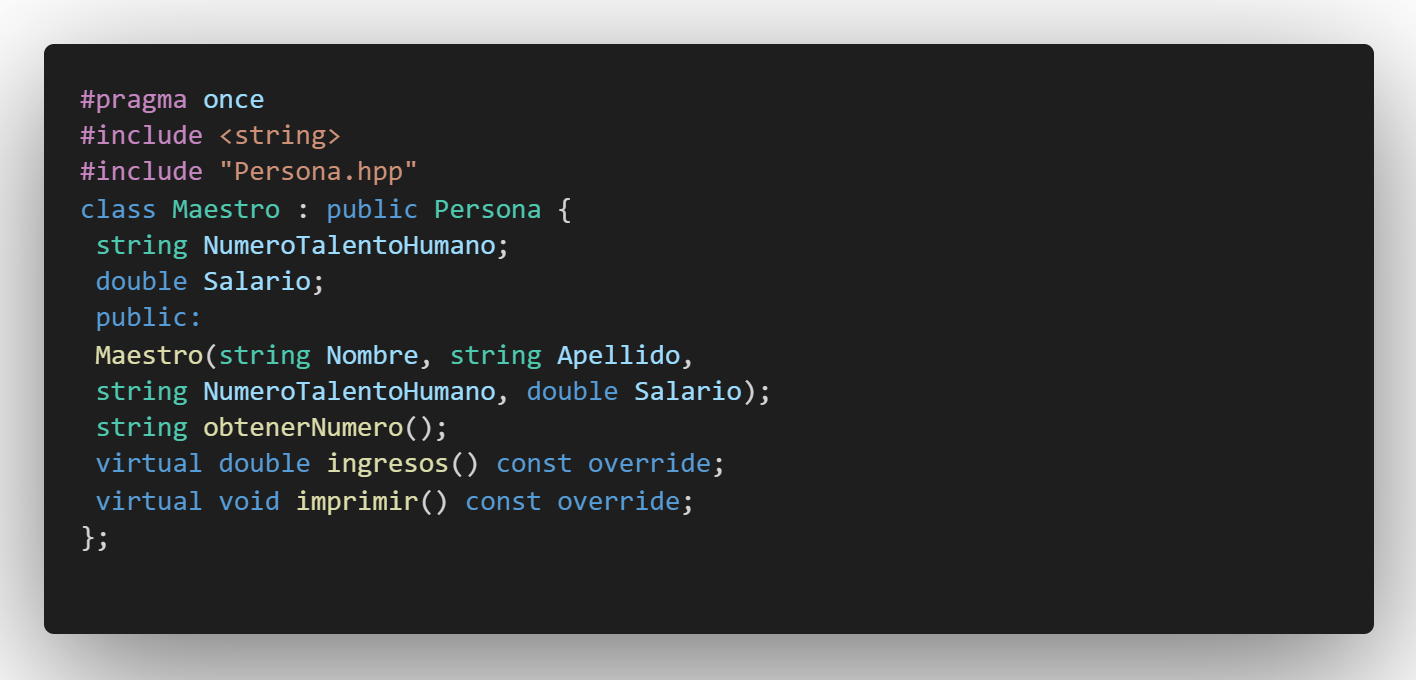 #pragma once
#include <string>
#include "Persona.hpp"
class Maestro : public Persona {
 string NumeroTalentoHumano;
 double Salario;
 public:
 Maestro(string Nombre, string Apellido,
 string NumeroTalentoHumano, double Salario);
 string obtenerNumero();
 virtual double ingresos() const override;
 virtual void imprimir() const override;
};